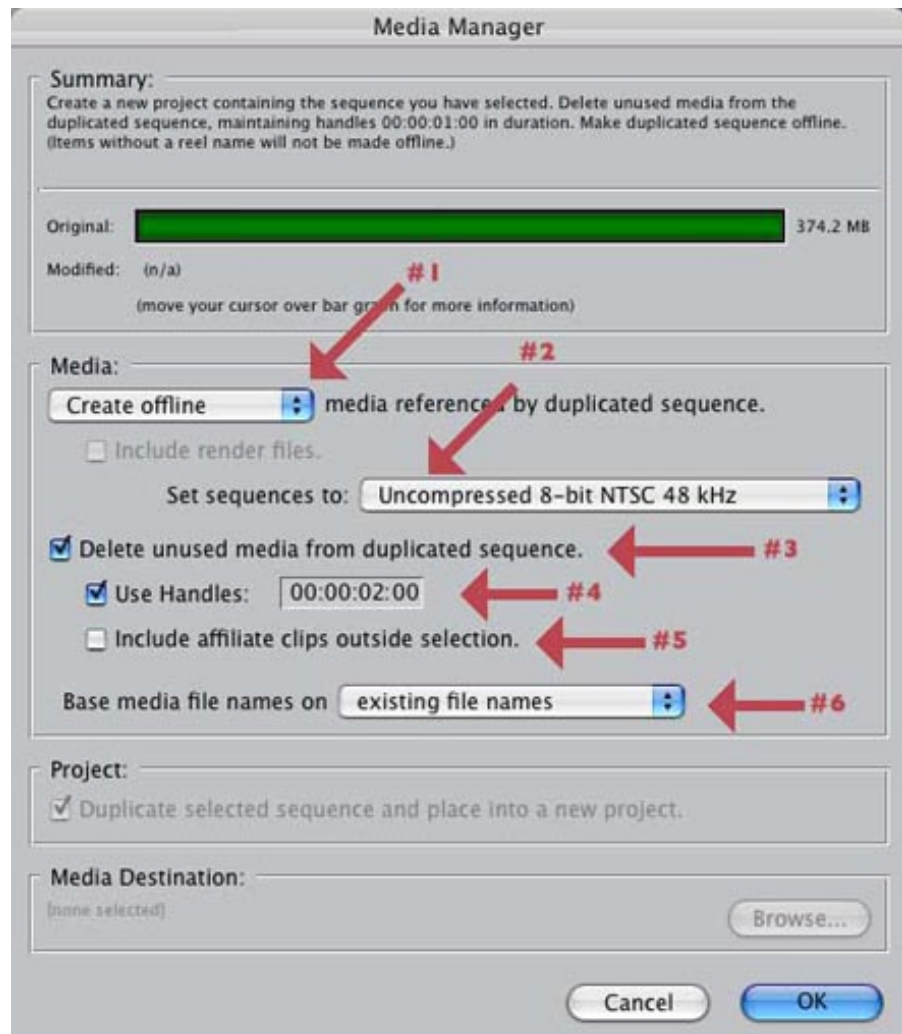 Media Manager
Summary:
Create a new project containing the sequence you have selected. Delete unused media from the
duplicated sequence, maintaining handles 00:00:01:00 in duration. Make duplicated sequence offline.
(Items without a reel name will not be made offline.)
Original: 374.2 MB
Modified: (n/a)
#1
(move your cursor over bar graph for more information)
#2
Media:
Create offline media referenced by duplicated sequence.
Include render files.
Set sequences to: Uncompressed 8-bit NTSC 48 kHz
Delete unused media from duplicated sequence. #3
Use Handles: 00:00:02:00 #4
Include affiliate clips outside selection. #5
Base media file names on existing file names #6
Project:
Duplicate selected sequence and place into a new project.
Media Destination:
[none selected]
Browse...
Cancel OK